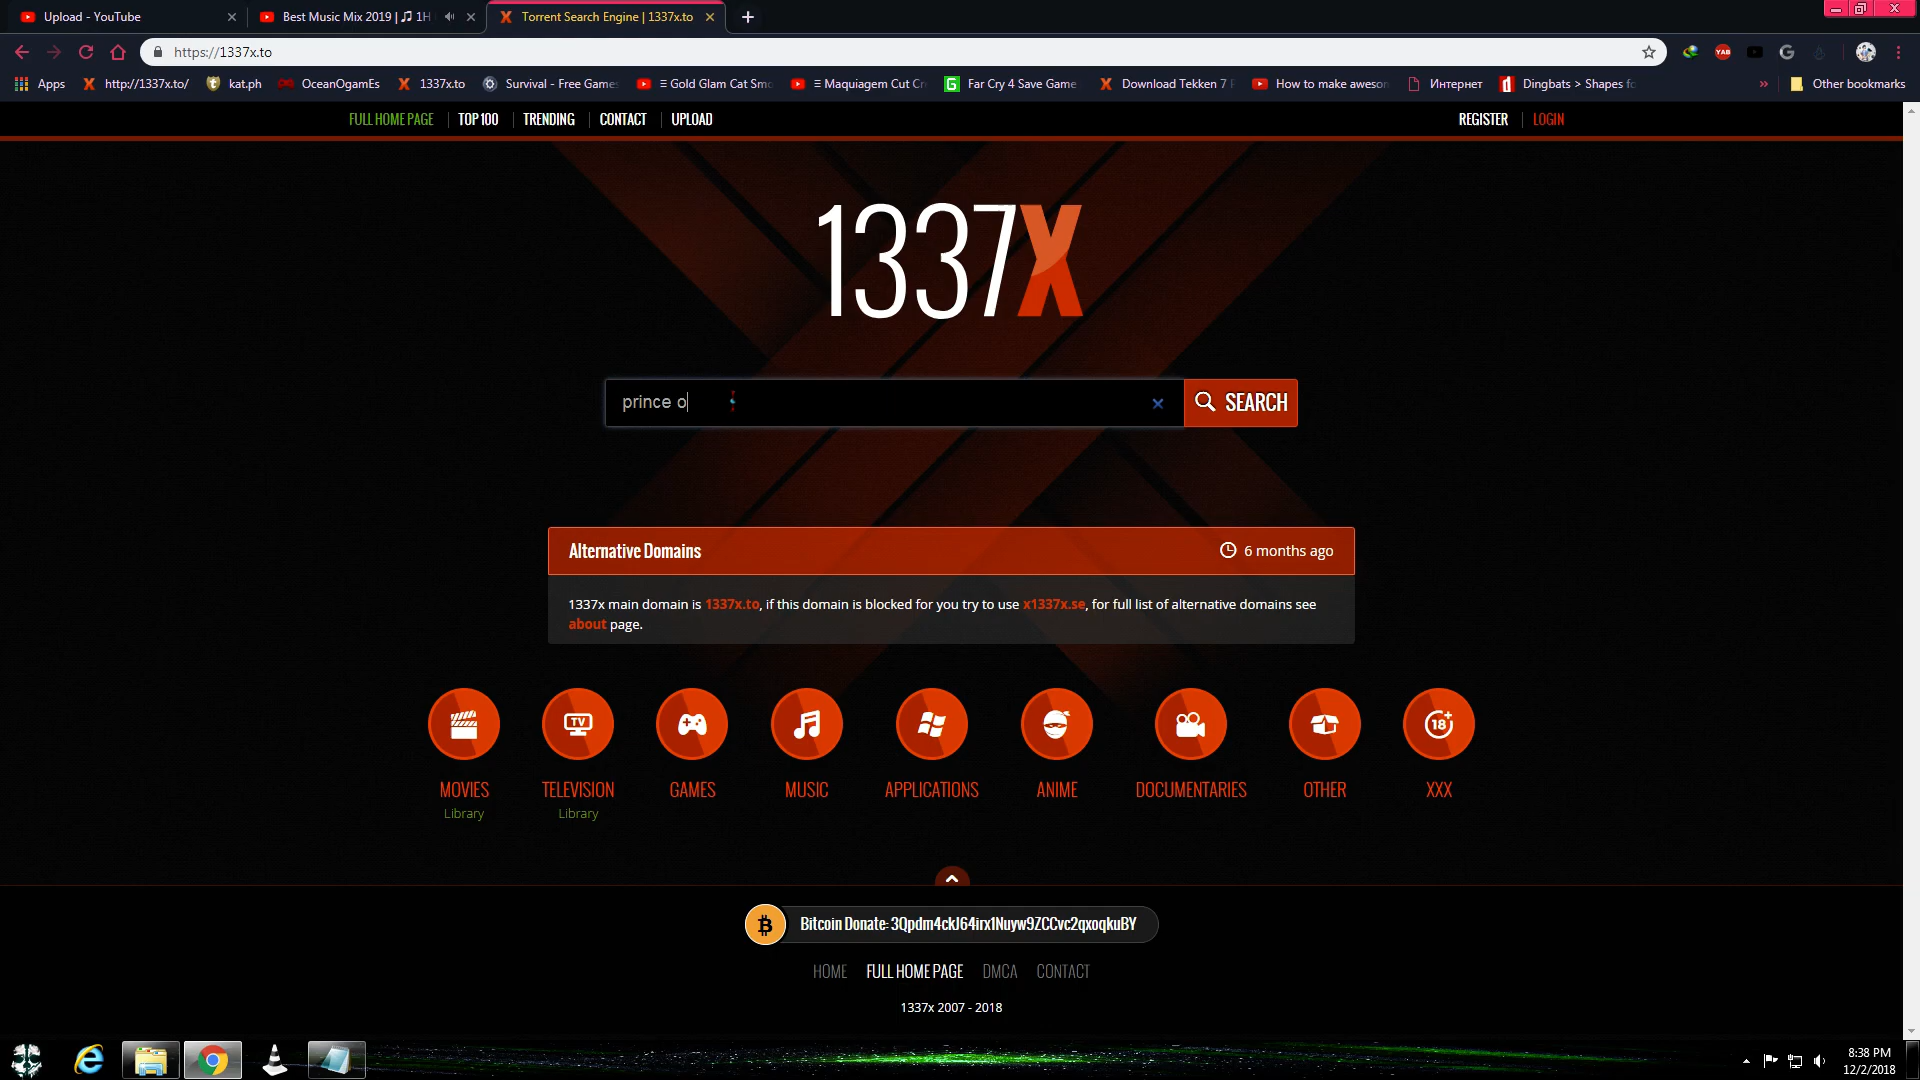 Upload - YouTube
Best Music Mix 2019 | ♫ 1H
Torrent Search Engine | 1337x.to
https://1337x.to
Apps
http://1337x.to/
kat.ph
OceanOgamEs
1337x.to
Survival - Free Games
Ξ Gold Glam Cat Smo
Ξ Maquiagem Cut Cr
Far Cry 4 Save Game
Download Tekken 7
How to make aweson
Интернет
Dingbats > Shapes fo
Other bookmarks
YAB
FULL HOME PAGE
TOP 100
TRENDING
CONTACT
UPLOAD
REGISTER
LOGIN
1337X
prince o
SEARCH
Alternative Domains
6 months ago
1337x main domain is 1337x.to, if this domain is blocked for you try to use x1337x.se, for full list of alternative domains see
about page.
TV
18+
MOVIES
TELEVISION
GAMES
MUSIC
APPLICATIONS
ANIME
DOCUMENTARIES
OTHER
XXX
Library
Library
Bitcoin Donate: 3Qpdm4ckJ64irx1Nuyw9ZCCvc2qxoqkuBY
HOME
FULL HOME PAGE
DMCA
CONTACT
1337x 2007 - 2018
8:38 PM
12/2/2018